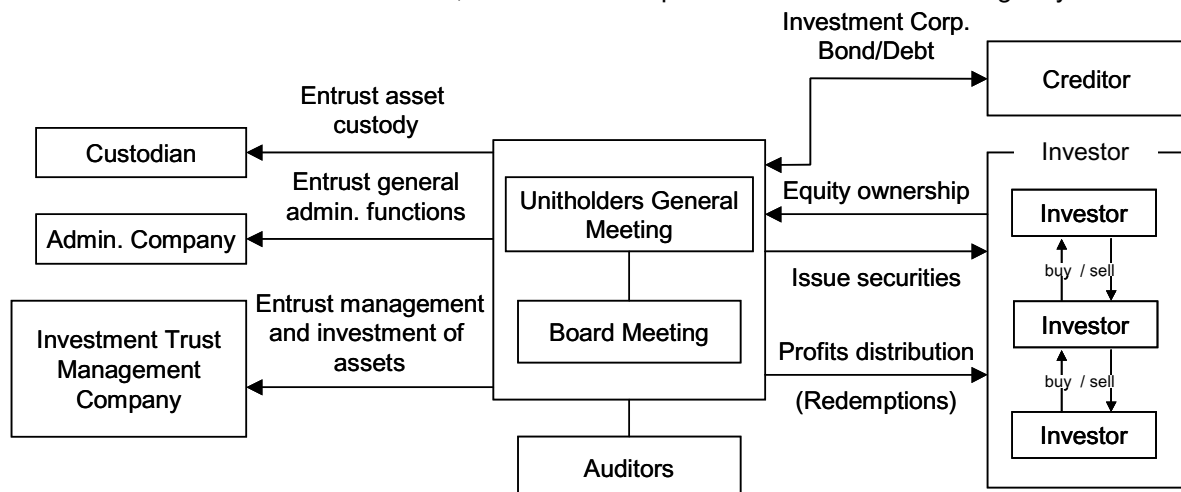 Investment Corp.
Bond/Debt
Creditor
Entrust asset
custody
Custodian
Entrust general
admin. functions
Admin. Company
Entrust management
and investment of
assets
Investment Trust
Management
Company
Unitholders General
Meeting
Board Meeting
Auditors
Equity ownership
Issue securities
Profits distribution
(Redemptions)
Investor
Investor
buy / sell
Investor
buy / sell
Investor